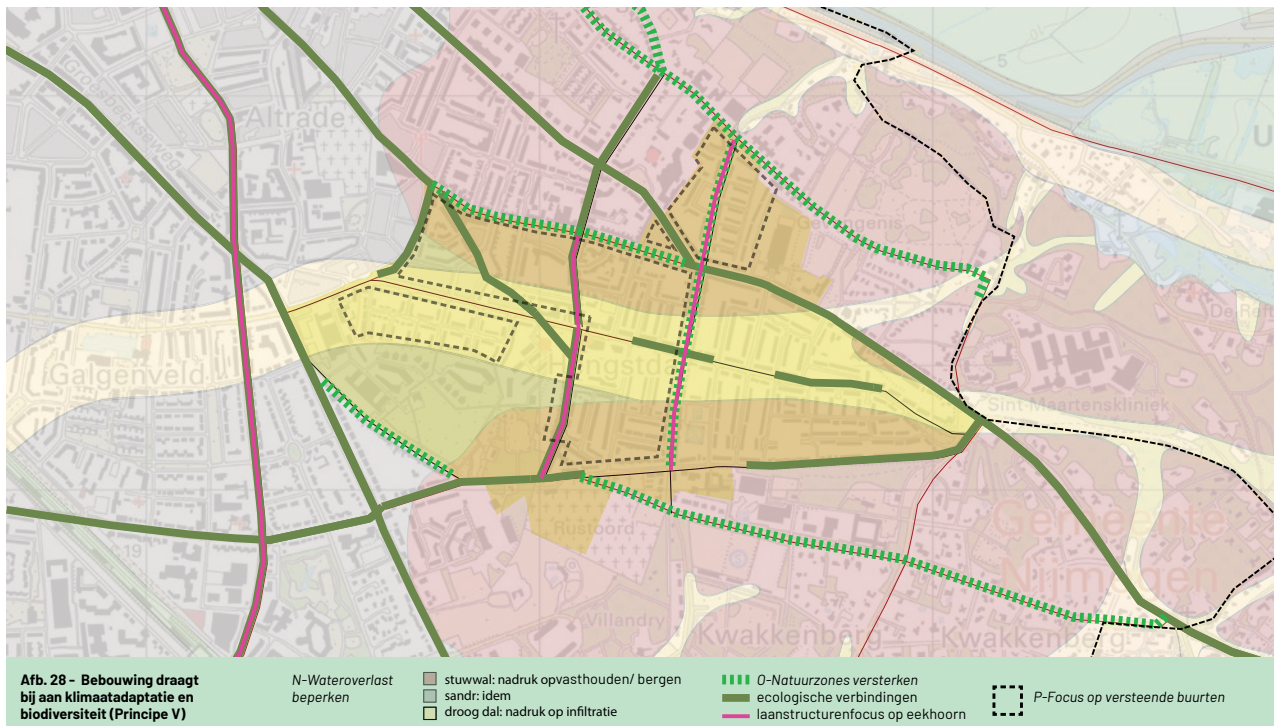 Altrade
5
Galgenveld
Sint-Maartenskliniek
Rustoord
Gemeente
Nijmegen
119
Villandry
Kwakkenberg
Kwakkenberg
Afb. 28 - Bebouwing draagt
bij aan klimaatadaptatie en
biodiversiteit (Principe V)
N-Wateroverlast
beperken
stuwwal: nadruk opvasthouden/ bergen
sandr: idem
droog dal: nadruk op infiltratie
O-Natuurzones versterken
ecologische verbindingen
laanstructurenfocus op eekhoorn
P-Focus op versteende buurten